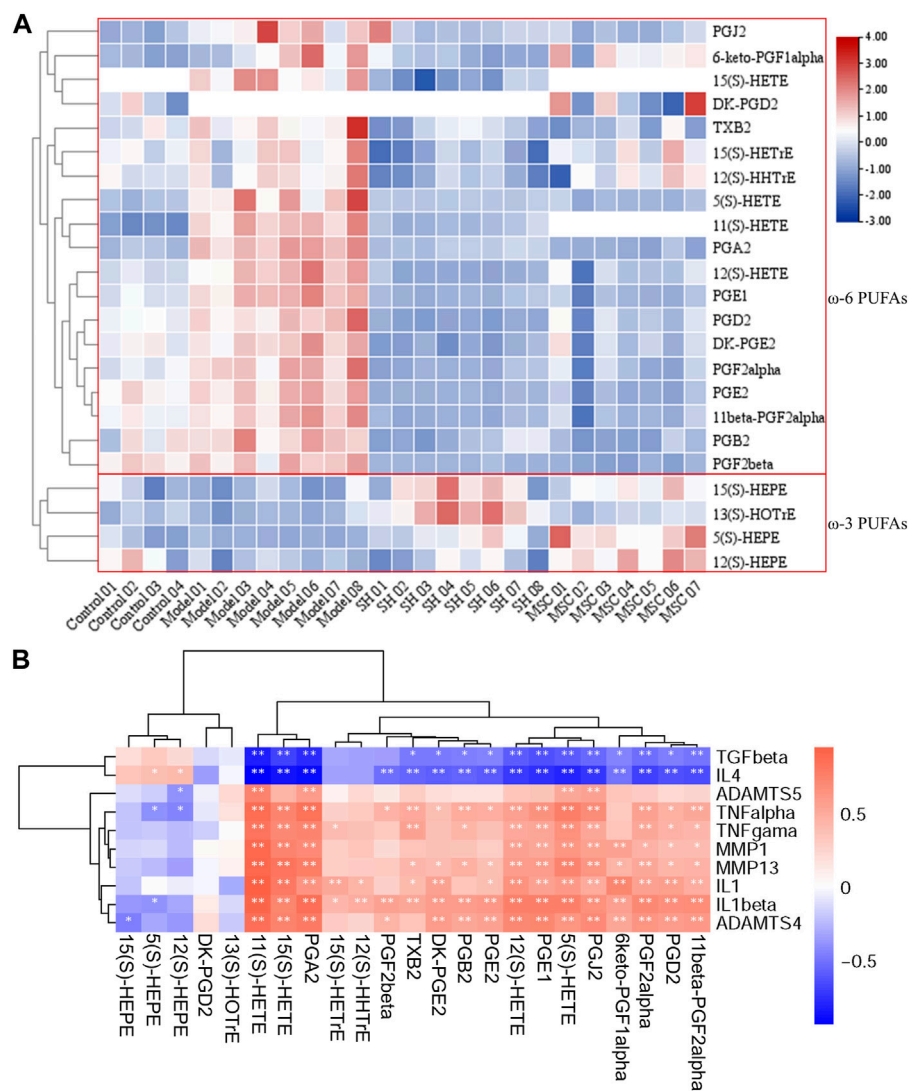 A
PGJ2
6-keto-PGF1alpha
15(S)-HETE
DK-PGD2
TXB2
15(S)-HETrE
12(S)-HHTrE
5(S)-HETE
11(S)-HETE
PGA2
12(S)-HETE
PGE1
PGD2
DK-PGE2
PGF2alpha
PGE2
11beta-PGF2alpha
PGB2
PGF2beta
15(S)-HEPE
13(S)-HOTrE
5(S)-HEPE
12(S)-HEPE
4.00
3.00
2.00
1.00
0.00
-1.00
-2.00
-3.00
ω-6 PUFAs
ω-3 PUFAs
Control 01
Control 02
Control 03
Control 04
Model 01
Model 02
Model 03
Model 04
Model 05
Model 06
Model 07
Model 08
SH 01
SH 02
SH 03
SH 04
SH 05
SH 06
SH 07
SH 08
MSC 01
MSC 02
MSC 03
MSC 04
MSC 05
MSC 06
MSC 07
B
TGFbeta
IL4
ADAMTS5
TNFalpha
TNFgama
MMP1
MMP13
IL1
IL1beta
ADAMTS4
0.5
0
−0.5
15(S)-HEPE
5(S)-HEPE
12(S)-HEPE
DK-PGD2
13(S)-HOTrE
11(S)-HETE
15(S)-HETE
PGA2
15(S)-HETrE
12(S)-HHTrE
PGF2beta
TXB2
DK-PGE2
PGB2
PGE2
12(S)-HETE
PGE1
5(S)-HETE
PGJ2
6keto-PGF1alpha
PGF2alpha
PGD2
11beta-PGF2alpha